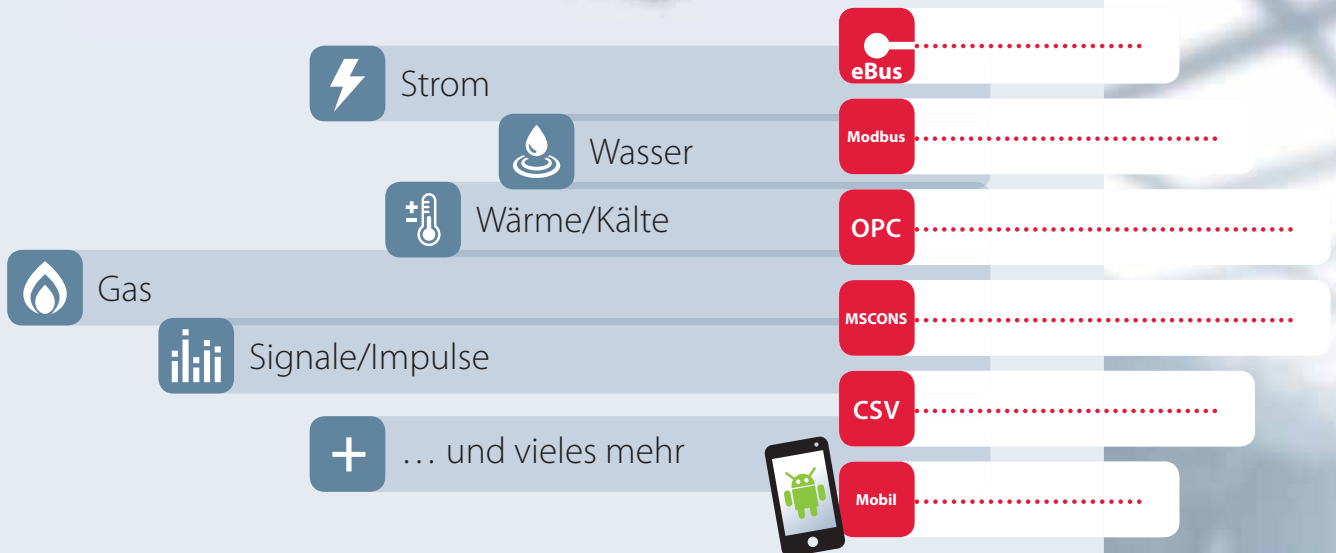 Strom
Wasser
Wärme/Kälte
Gas
Signale/Impulse
… und vieles mehr
eBus
Modbus
OPC
MSCONS
CSV
Mobil